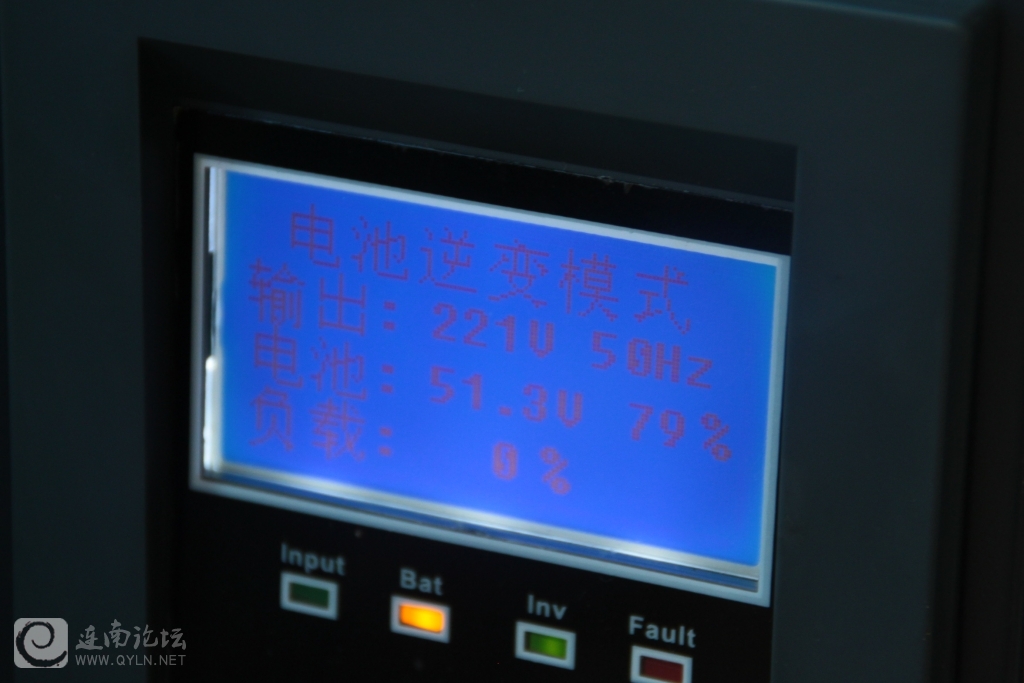 电池逆变模式
输出: 221V 50Hz
电池: 51.3V 79%
负载: 0%
Input Bat Inv Fault
连南论坛
WWW.QYLN.NET